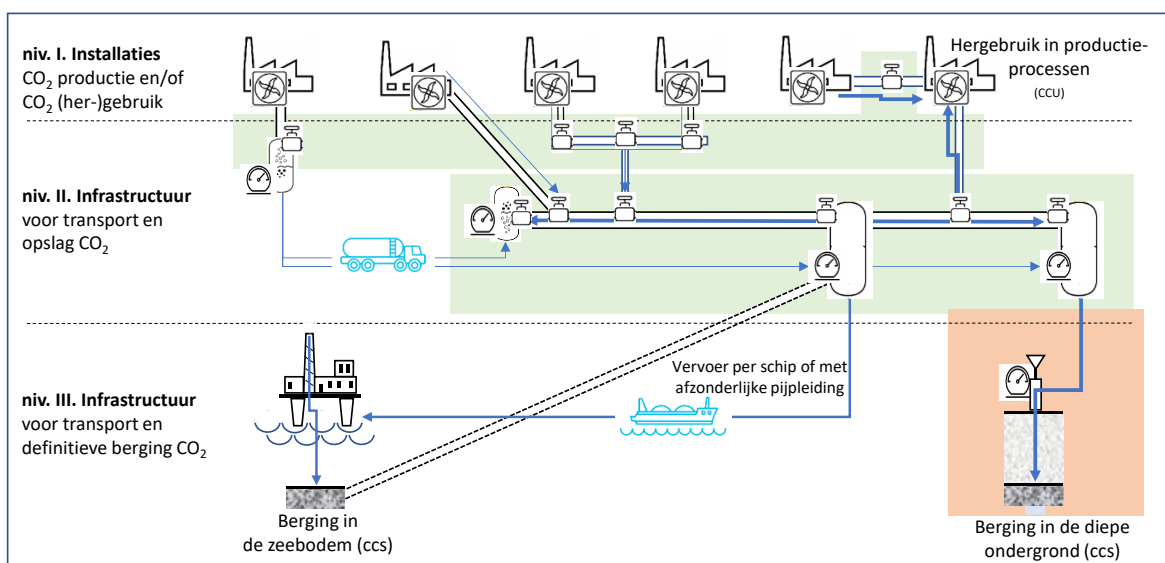 niv. I. Installaties
CO₂ productie en/of
CO₂ (her-)gebruik
Hergebruik in productie-
processen
(CCU)
niv. II. Infrastructuur
voor transport en
opslag CO₂
niv. III. Infrastructuur
voor transport en
definitieve berging CO₂
Vervoer per schip of met
afzonderlijke pijpleiding
Berging in
de zeebodem (ccs)
Berging in de diepe
ondergrond (ccs)